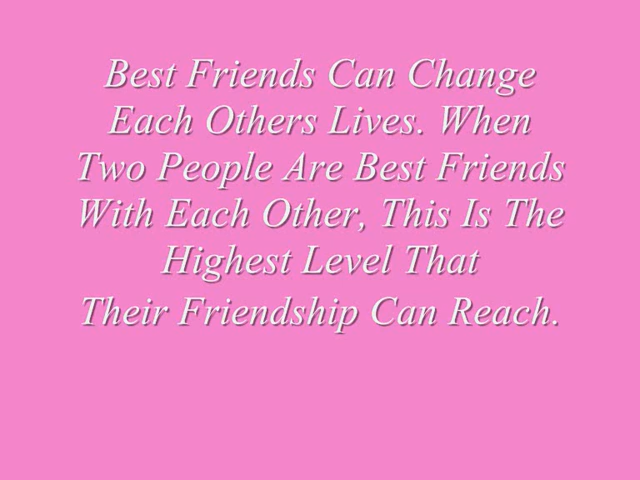 Best Friends Can Change
Each Others Lives. When
Two People Are Best Friends
With Each Other, This Is The
Highest Level That
Their Friendship Can Reach.